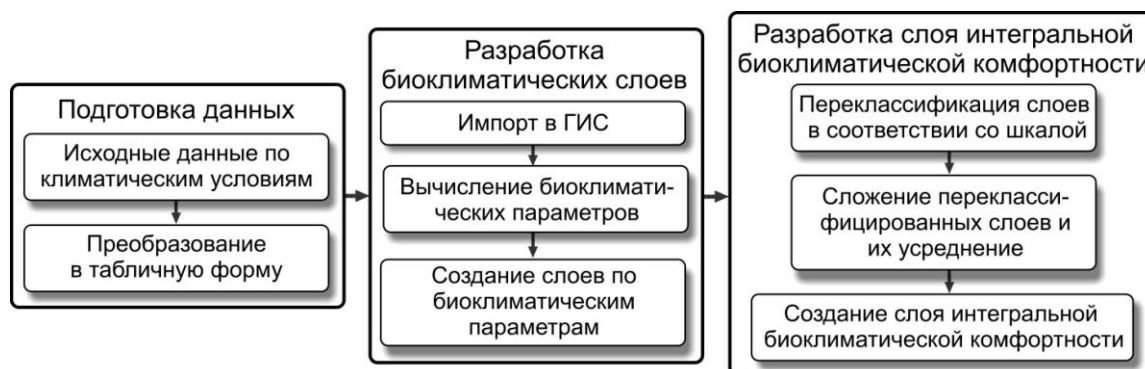 Подготовка данных
Исходные данные по
климатическим условиям
Преобразование
в табличную форму
Разработка
биоклиматических слоев
Импорт в ГИС
Вычисление биоклимати-
ческих параметров
Создание слоев по
биоклиматическим
параметрам
Разработка слоя интегральной
биоклиматической комфортности
Переклассификация слоев
в соответствии со шкалой
Сложение переклассифи-
фицированных слоев и
их усреднение
Создание слоя интегральной
биоклиматической комфортности